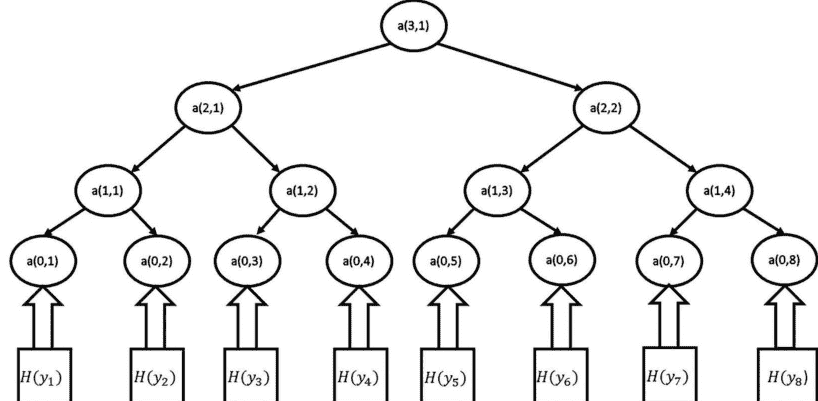 a(3,1)
a(2,1) a(2,2)
a(1,1) a(1,2) a(1,3) a(1,4)
a(0,1) a(0,2) a(0,3) a(0,4) a(0,5) a(0,6) a(0,7) a(0,8)
H(y₁) H(y₂) H(y₃) H(y₄) H(y₅) H(y₆) H(y₇) H(y₈)